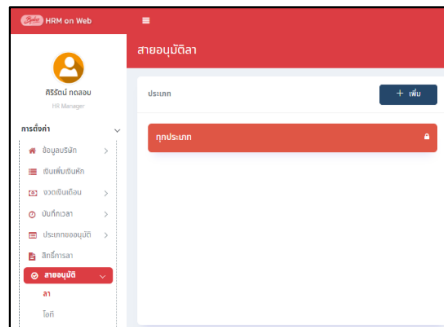 HRM on Web
สายอนุมัติลา
ศิริรัตน์ ทดสอบ
HR Manager
ประเภท
+ เพิ่ม
ทุกประเภท
การตั้งค่า
ข้อมูลบริษัท
เงินเพิ่มเงินหัก
งวดเงินเดือน
บันทึกเวลา
ประเภทขออนุมัติ
สิทธิ์การลา
สายอนุมัติ
ลา
โอที